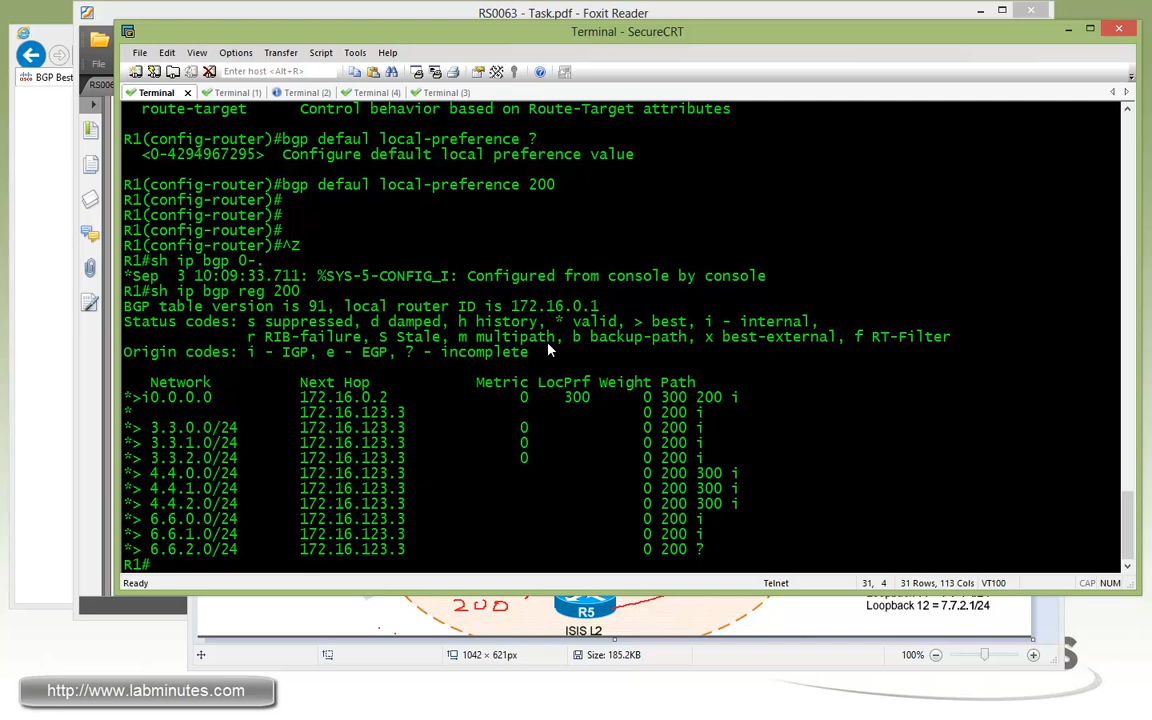 RS0063 - Task.pdf - Foxit Reader
Terminal - SecureCRT
File Edit View Options Transfer Script Tools Help
Enter host <Alt+R>
File
BGP Best
RS006
Terminal Terminal (1) Terminal (2) Terminal (4) Terminal (3)
route-target Control behavior based on Route-Target attributes
R1(config-router)#bgp defaul local-preference ?
<0-4294967295> Configure default local preference value
R1(config-router)#bgp defaul local-preference 200
R1(config-router)#
R1(config-router)#
R1(config-router)#
R1(config-router)#^Z
R1#sh ip bgp 0-.
*Sep 3 10:09:33.711: %SYS-5-CONFIG_I: Configured from console by console
R1#sh ip bgp reg 200
BGP table version is 91, local router ID is 172.16.0.1
Status codes: s suppressed, d damped, h history, * valid, > best, i - internal,
r RIB-failure, S Stale, m multipath, b backup-path, x best-external, f RT-Filter
Origin codes: i - IGP, e - EGP, ? - incomplete
Network Next Hop Metric LocPrf Weight Path
*>i0.0.0.0 172.16.0.2 0 300 0 300 200 i
* 172.16.123.3 0 200 i
*> 3.3.0.0/24 172.16.123.3 0 0 200 i
*> 3.3.1.0/24 172.16.123.3 0 0 200 i
*> 3.3.2.0/24 172.16.123.3 0 0 200 i
*> 4.4.0.0/24 172.16.123.3 0 200 300 i
*> 4.4.1.0/24 172.16.123.3 0 200 300 i
*> 4.4.2.0/24 172.16.123.3 0 200 300 i
*> 6.6.0.0/24 172.16.123.3 0 200 i
*> 6.6.1.0/24 172.16.123.3 0 200 i
*> 6.6.2.0/24 172.16.123.3 0 200 ?
R1#
Ready Telnet 31, 4 31 Rows, 113 Cols VT100 CAP NUM
200
R5
Loopback 12 = 7.7.2.1/24
ISIS L2
1042 × 621px Size: 185.2KB 100%
http://www.labminutes.com